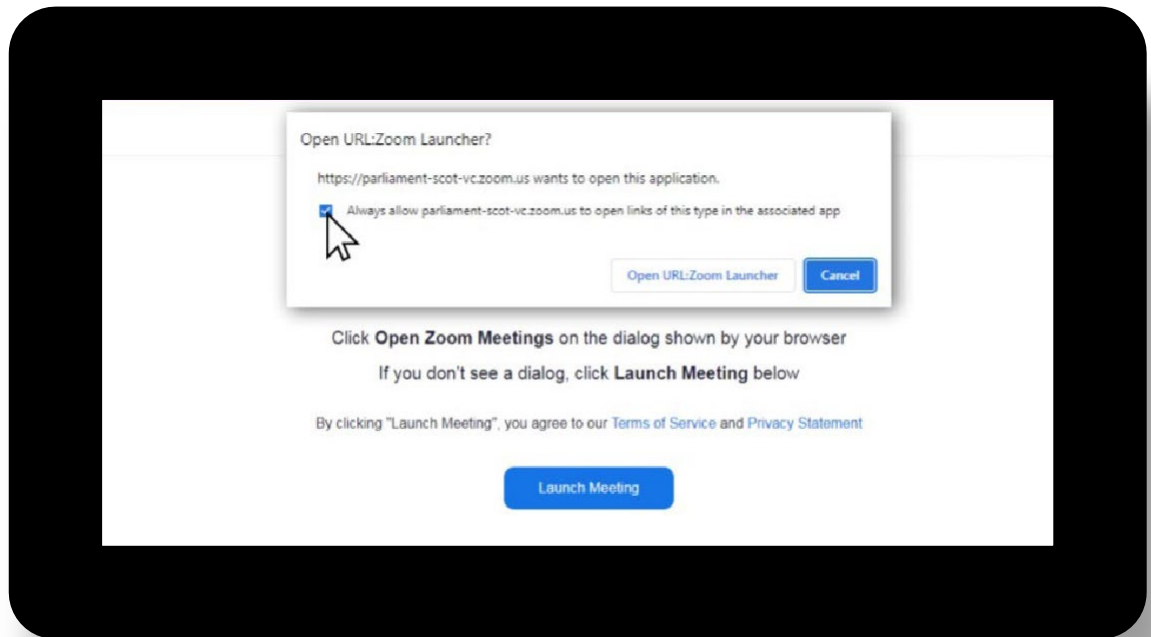 Open URL:Zoom Launcher?
https://parliament-scot-vc.zoom.us wants to open this application.
Always allow parliament-scot-vc.zoom.us to open links of this type in the associated app
Open URL:Zoom Launcher
Cancel
Click Open Zoom Meetings on the dialog shown by your browser
If you don't see a dialog, click Launch Meeting below
By clicking "Launch Meeting", you agree to our Terms of Service and Privacy Statement
Launch Meeting